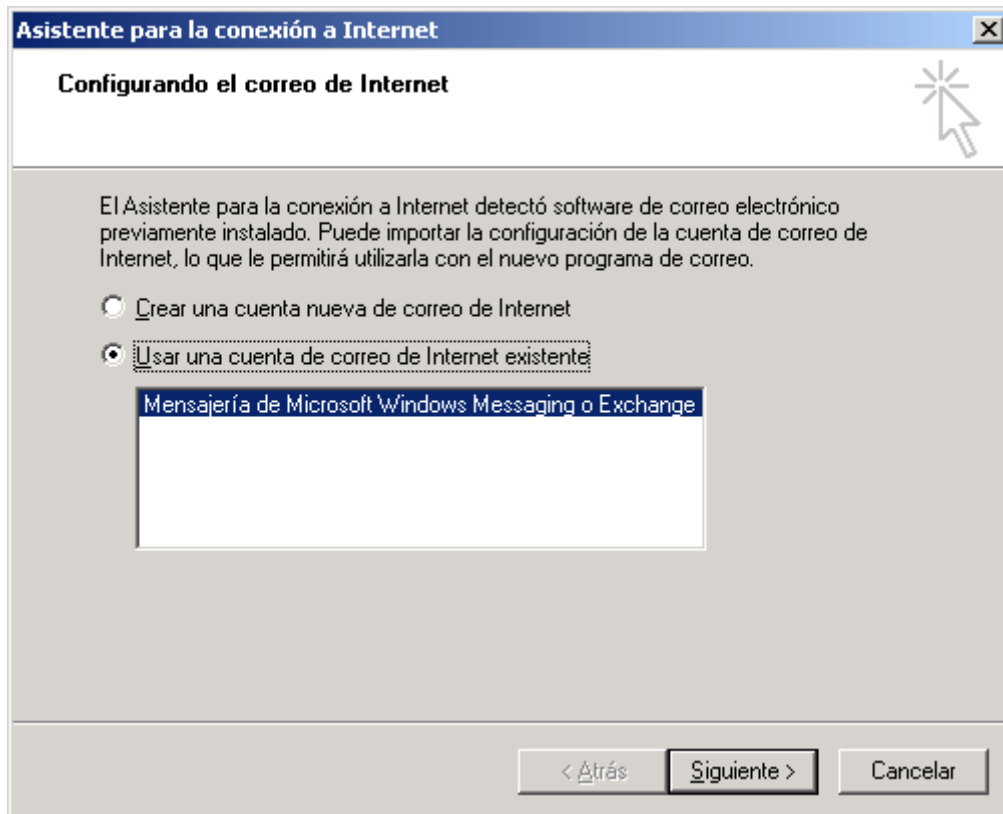 Asistente para la conexión a Internet
Configurando el correo de Internet
El Asistente para la conexión a Internet detectó software de correo electrónico
previamente instalado. Puede importar la configuración de la cuenta de correo de
Internet, lo que le permitirá utilizarla con el nuevo programa de correo.
Crear una cuenta nueva de correo de Internet
Usar una cuenta de correo de Internet existente
Mensajería de Microsoft Windows Messaging o Exchange
< Atrás
Siguiente >
Cancelar